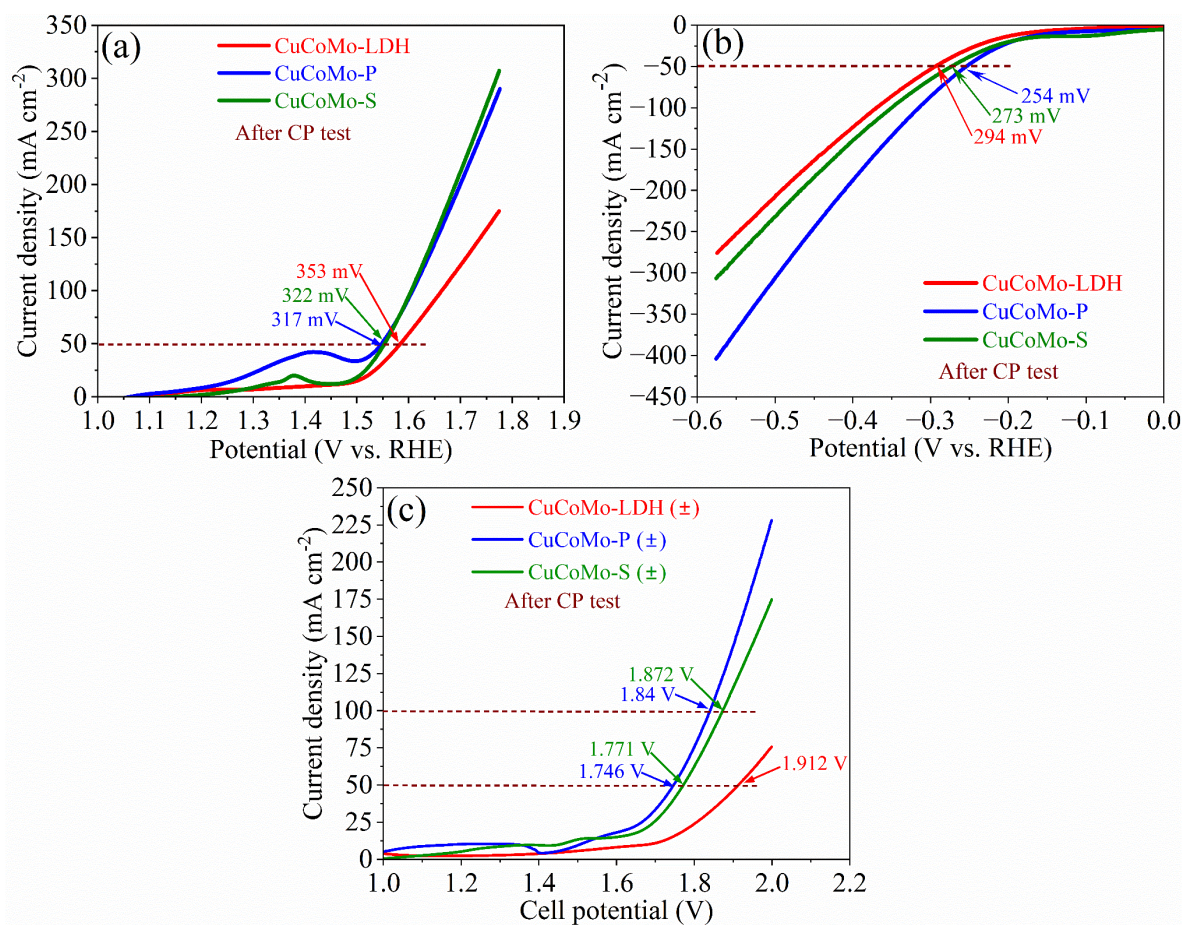 (a)
CuCoMo-LDH
CuCoMo-P
CuCoMo-S
After CP test
353 mV
322 mV
317 mV
350
300
250
200
150
100
50
0
1.0 1.1 1.2 1.3 1.4 1.5 1.6 1.7 1.8 1.9
Current density (mA cm-2)
Potential (V vs. RHE)
(b)
254 mV
273 mV
294 mV
CuCoMo-LDH
CuCoMo-P
CuCoMo-S
After CP test
0
−50
−100
−150
−200
−250
−300
−350
−400
−450
−0.6 −0.5 −0.4 −0.3 −0.2 −0.1 0.0
Current density (mA cm-2)
Potential (V vs. RHE)
(c)
CuCoMo-LDH (±)
CuCoMo-P (±)
CuCoMo-S (±)
After CP test
1.872 V
1.84 V
1.771 V
1.746 V
1.912 V
250
225
200
175
150
125
100
75
50
25
0
1.0 1.2 1.4 1.6 1.8 2.0 2.2
Current density (mA cm-2)
Cell potential (V)